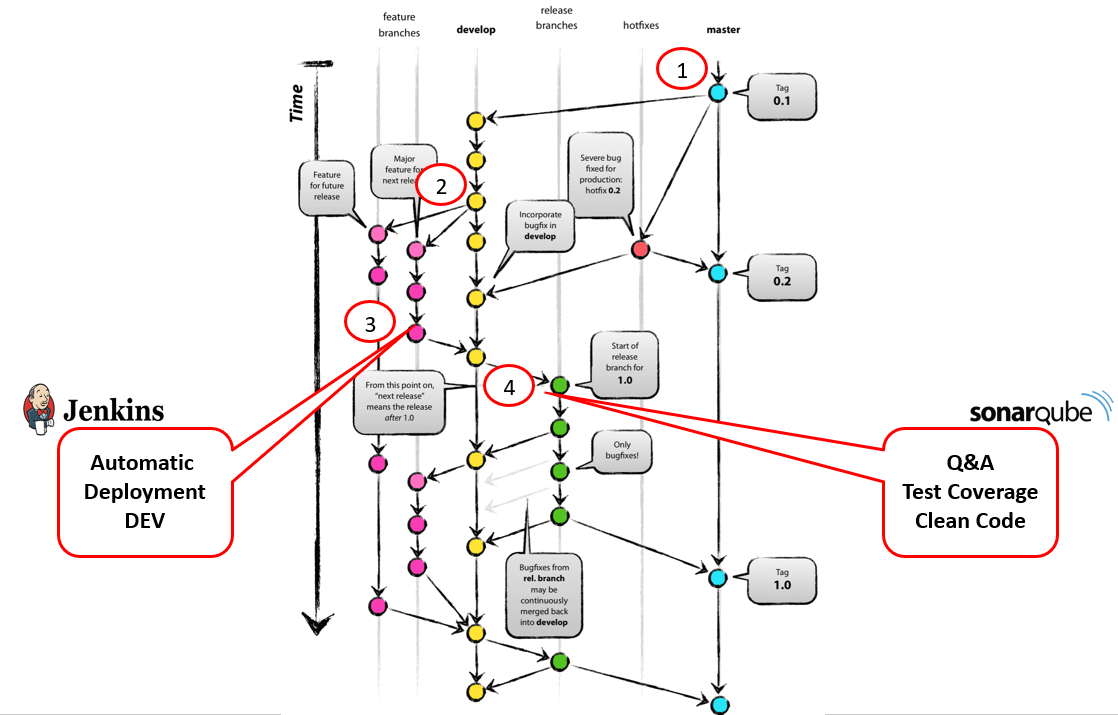 feature
branches
develop
release
branches
hotfixes
master
1
Time
Tag
0.1
Major
feature for
next
2
Feature
for future
release
Severe bug
fixed for
production:
hotfix 0.2
Incorporate
bugfix in
develop
Tag
0.2
3
Start of
release
branch for
1.0
4
From this point on,
“next release”
means the release
after 1.0
Jenkins
sonarqube
Automatic
Deployment
DEV
Q&A
Test Coverage
Clean Code
Only
bugfixes!
Bugfixes from
rel. branch
may be
continuously
merged back
into develop
Tag
1.0